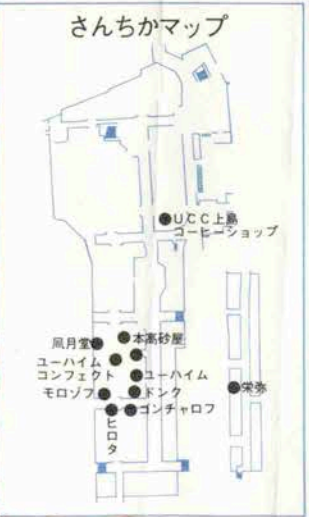 さんちかマップ
UCC上島
コーヒーショップ
風月堂
本高砂屋
ユーハイム
コンフェクト
ユーハイム
モロゾフ
ドンク
ゴンチャロフ
ヒロタ
栄弥